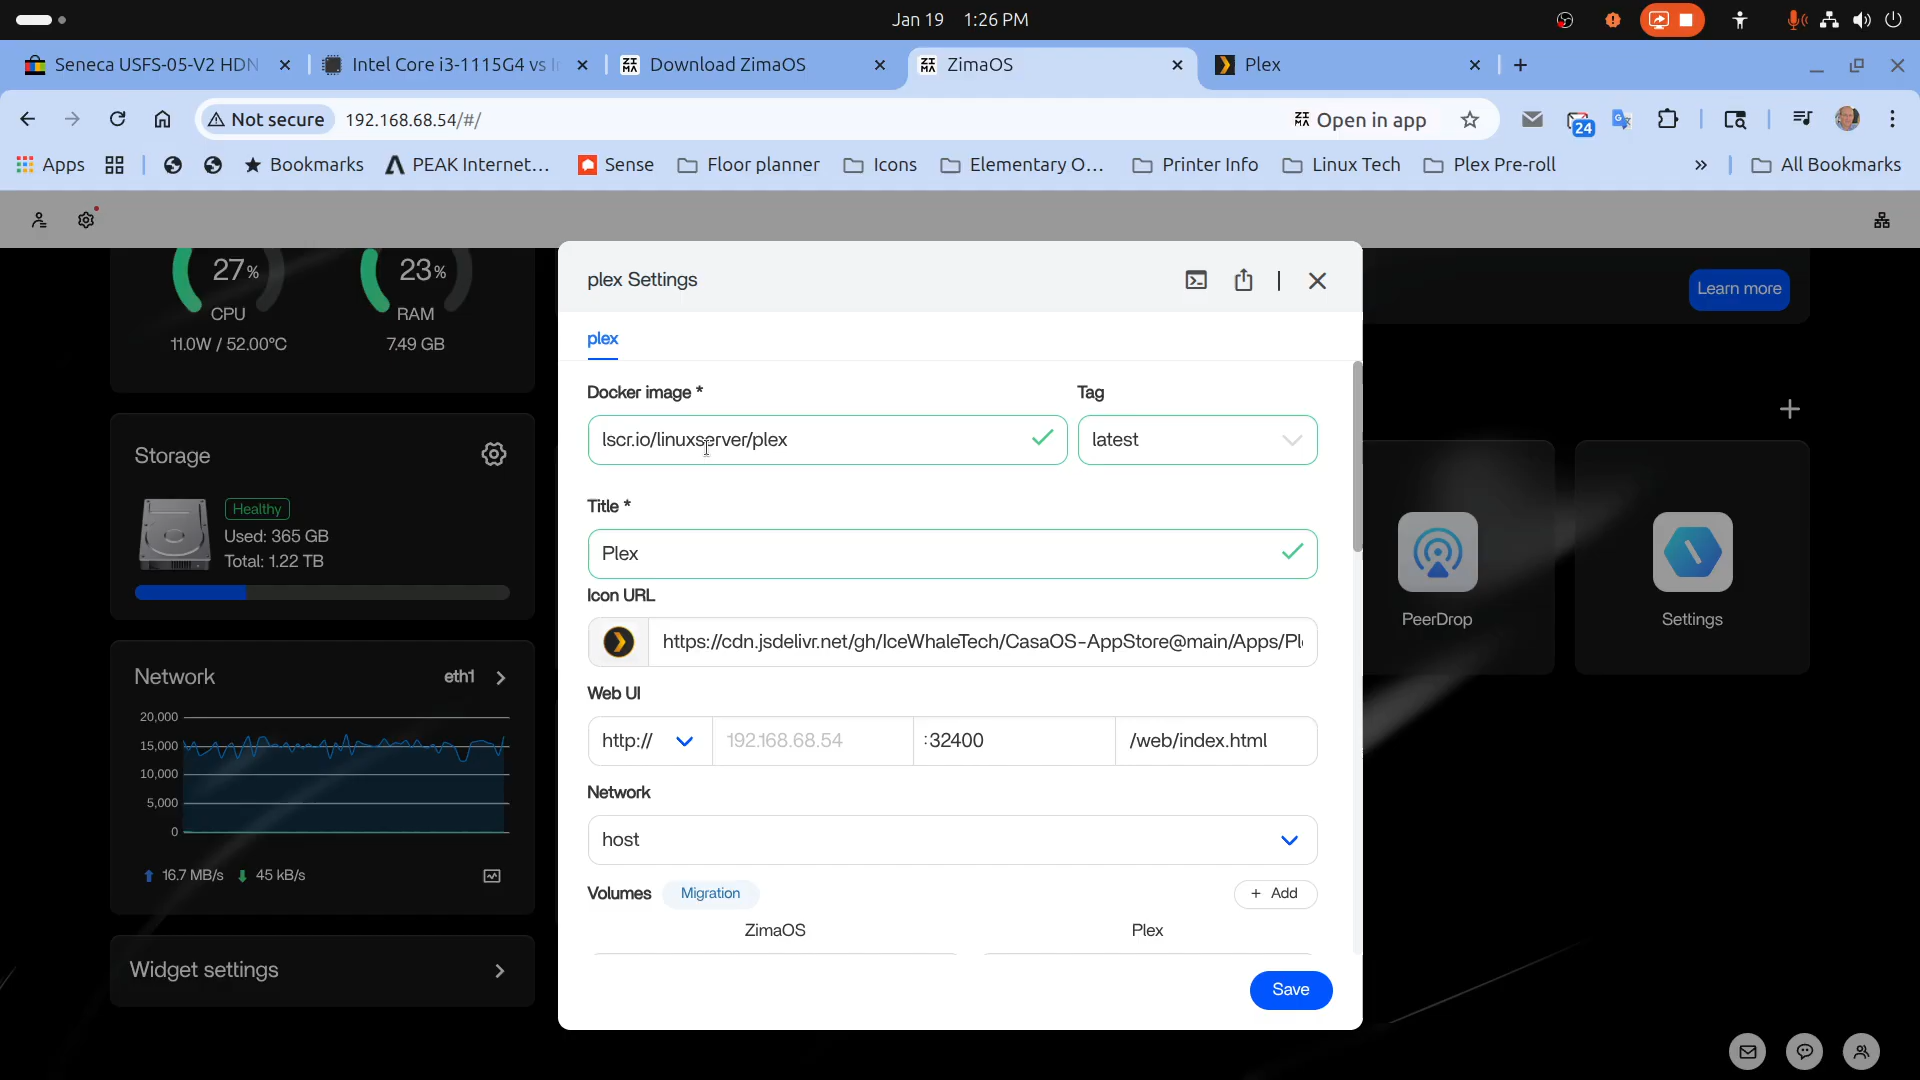 Jan 19 1:26 PM
Seneca USFS-05-V2 HDN
Intel Core i3-1115G4 vs In
Download ZimaOS
ZimaOS
Plex
Not secure
192.168.68.54/#/
Open in app
24
Apps
Bookmarks
PEAK Internet...
Sense
Floor planner
Icons
Elementary O...
Printer Info
Linux Tech
Plex Pre-roll
All Bookmarks
27%
CPU
11.0W / 52.00°C
23%
RAM
7.49 GB
Learn more
Storage
Healthy
Used: 365 GB
Total: 1.22 TB
Network
eth1
20,000
15,000
10,000
5,000
0
16.7 MB/s
45 kB/s
Widget settings
plex Settings
plex
Docker image *
Tag
lscr.io/linuxserver/plex
latest
Title *
Plex
Icon URL
https://cdn.jsdelivr.net/gh/IceWhaleTech/CasaOS-AppStore@main/Apps/Pl
Web UI
http://
192.168.68.54
:32400
/web/index.html
Network
host
Volumes
Migration
+ Add
ZimaOS
Plex
Save
PeerDrop
Settings